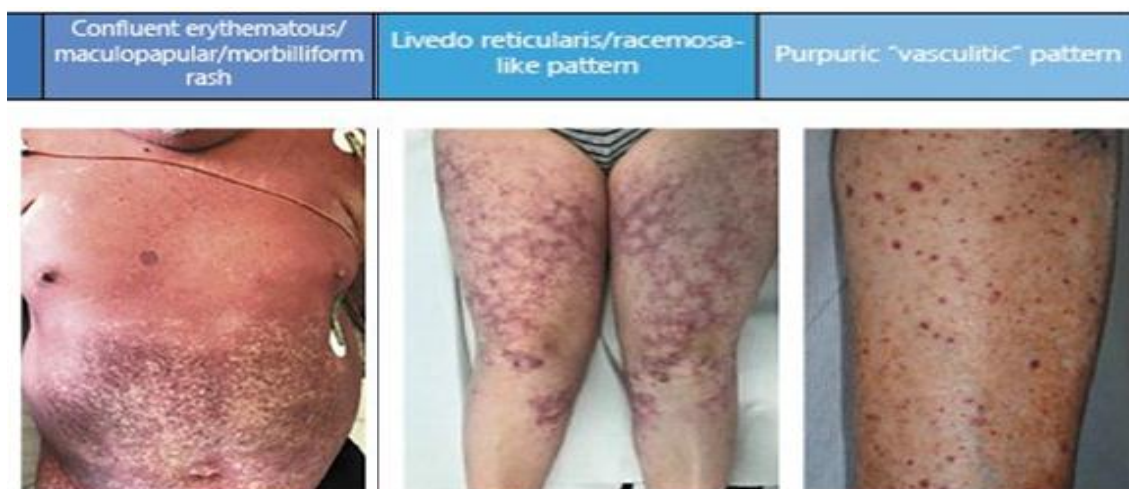 Confluent erythematous/
maculopapular/morbilliform
rash
Livedo reticularis/racemosa-
like pattern
Purpuric “vasculitic” pattern